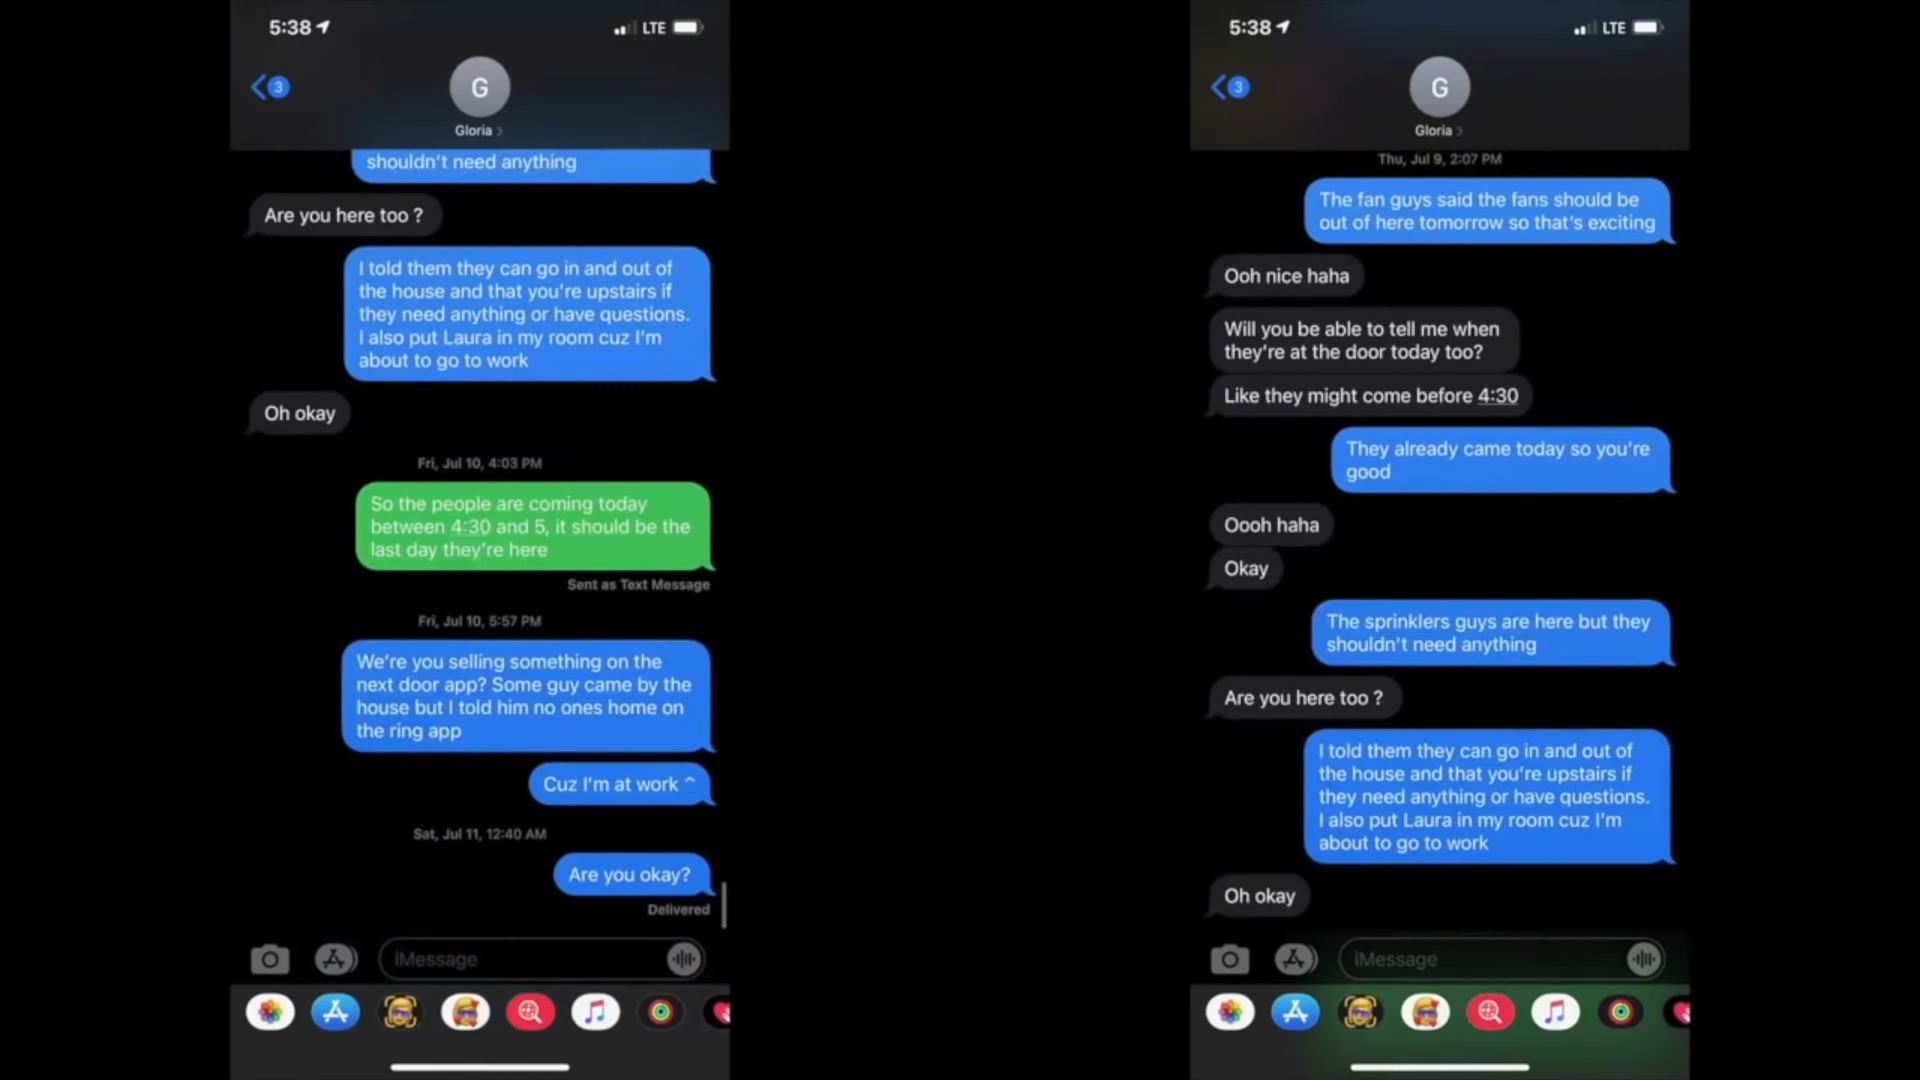 5:38
LTE
3
G
Gloria
shouldn't need anything
Are you here too ?
I told them they can go in and out of
the house and that you're upstairs if
they need anything or have questions.
I also put Laura in my room cuz I'm
about to go to work
Oh okay
Fri, Jul 10, 4:03 PM
So the people are coming today
between 4:30 and 5, it should be the
last day they're here
Sent as Text Message
Fri, Jul 10, 5:57 PM
We're you selling something on the
next door app? Some guy came by the
house but I told him no ones home on
the ring app
Cuz I'm at work ^
Sat, Jul 11, 12:40 AM
Are you okay?
Delivered
iMessage
5:38
LTE
3
G
Gloria
Thu, Jul 9, 2:07 PM
The fan guys said the fans should be
out of here tomorrow so that's exciting
Ooh nice haha
Will you be able to tell me when
they're at the door today too?
Like they might come before 4:30
They already came today so you're
good
Oooh haha
Okay
The sprinklers guys are here but they
shouldn't need anything
Are you here too ?
I told them they can go in and out of
the house and that you're upstairs if
they need anything or have questions.
I also put Laura in my room cuz I'm
about to go to work
Oh okay
iMessage